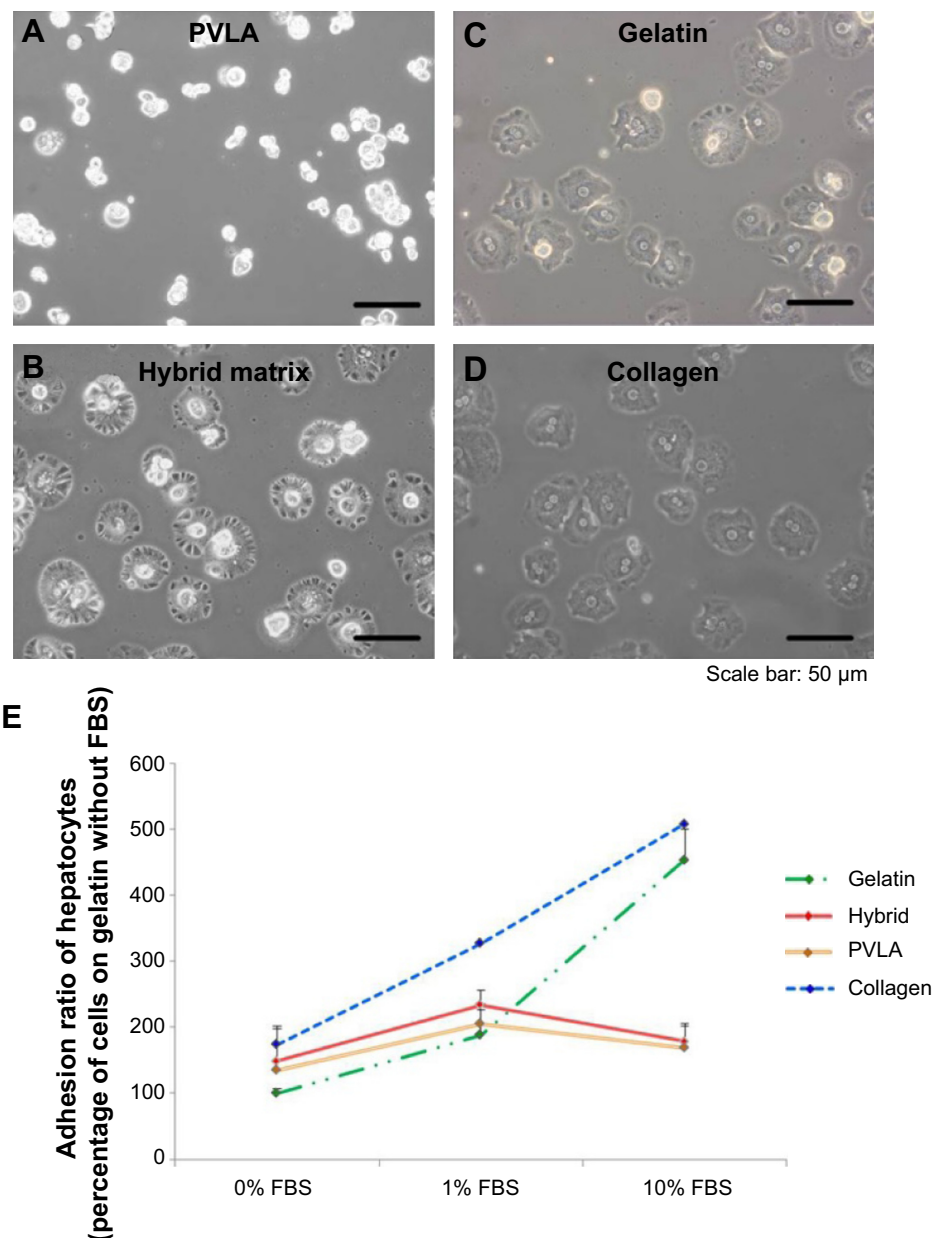 A
PVLA
C
Gelatin
B
Hybrid matrix
D
Collagen
Scale bar: 50 µm
E
Adhesion ratio of hepatocytes
(percentage of cells on gelatin without FBS)
600
500
400
300
200
100
0
0% FBS
1% FBS
10% FBS
Gelatin
Hybrid
PVLA
Collagen